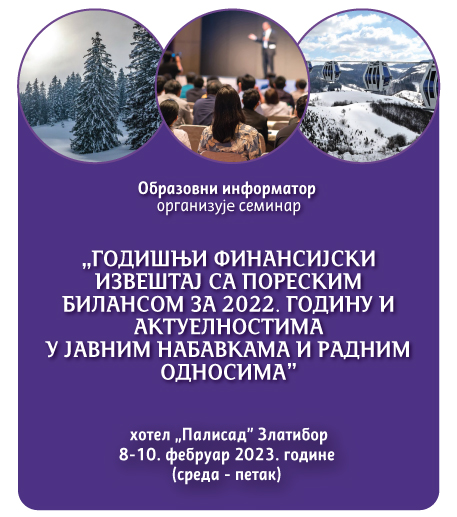 Образовни информатор
организује семинар
„ГОДИШЊИ ФИНАНСИЈСКИ
ИЗВЕШТАЈ СА ПОРЕСКИМ
БИЛАНСОМ ЗА 2022. ГОДИНУ И
АКТУЕЛНОСТИМА
У ЈАВНИМ НАБАВКАМА И РАДНИМ
ОДНОСИМА”
хотел „Палисад” Златибор
8-10. фебруар 2023. године
(среда - петак)